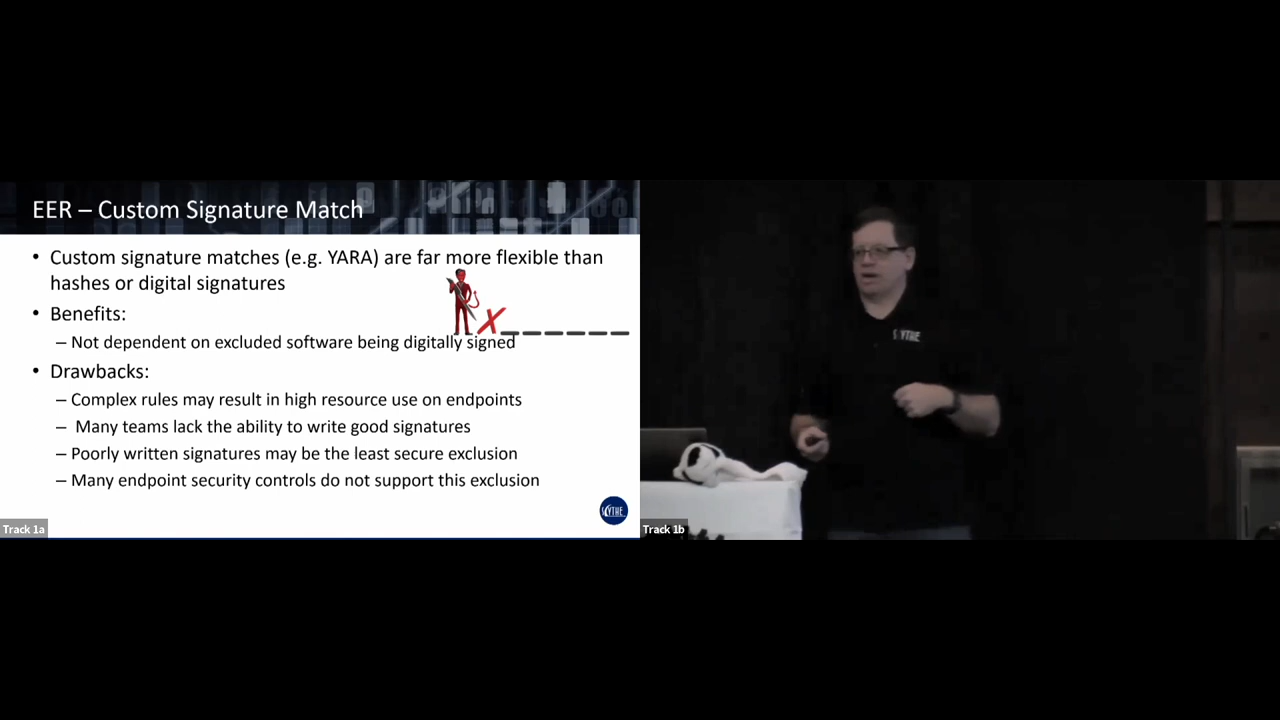 EER – Custom Signature Match
• Custom signature matches (e.g. YARA) are far more flexible than
hashes or digital signatures
• Benefits:
– Not dependent on excluded software being digitally signed
• Drawbacks:
– Complex rules may result in high resource use on endpoints
– Many teams lack the ability to write good signatures
– Poorly written signatures may be the least secure exclusion
– Many endpoint security controls do not support this exclusion
SCYTHE
Track 1a
SCYTHE
Track 1b